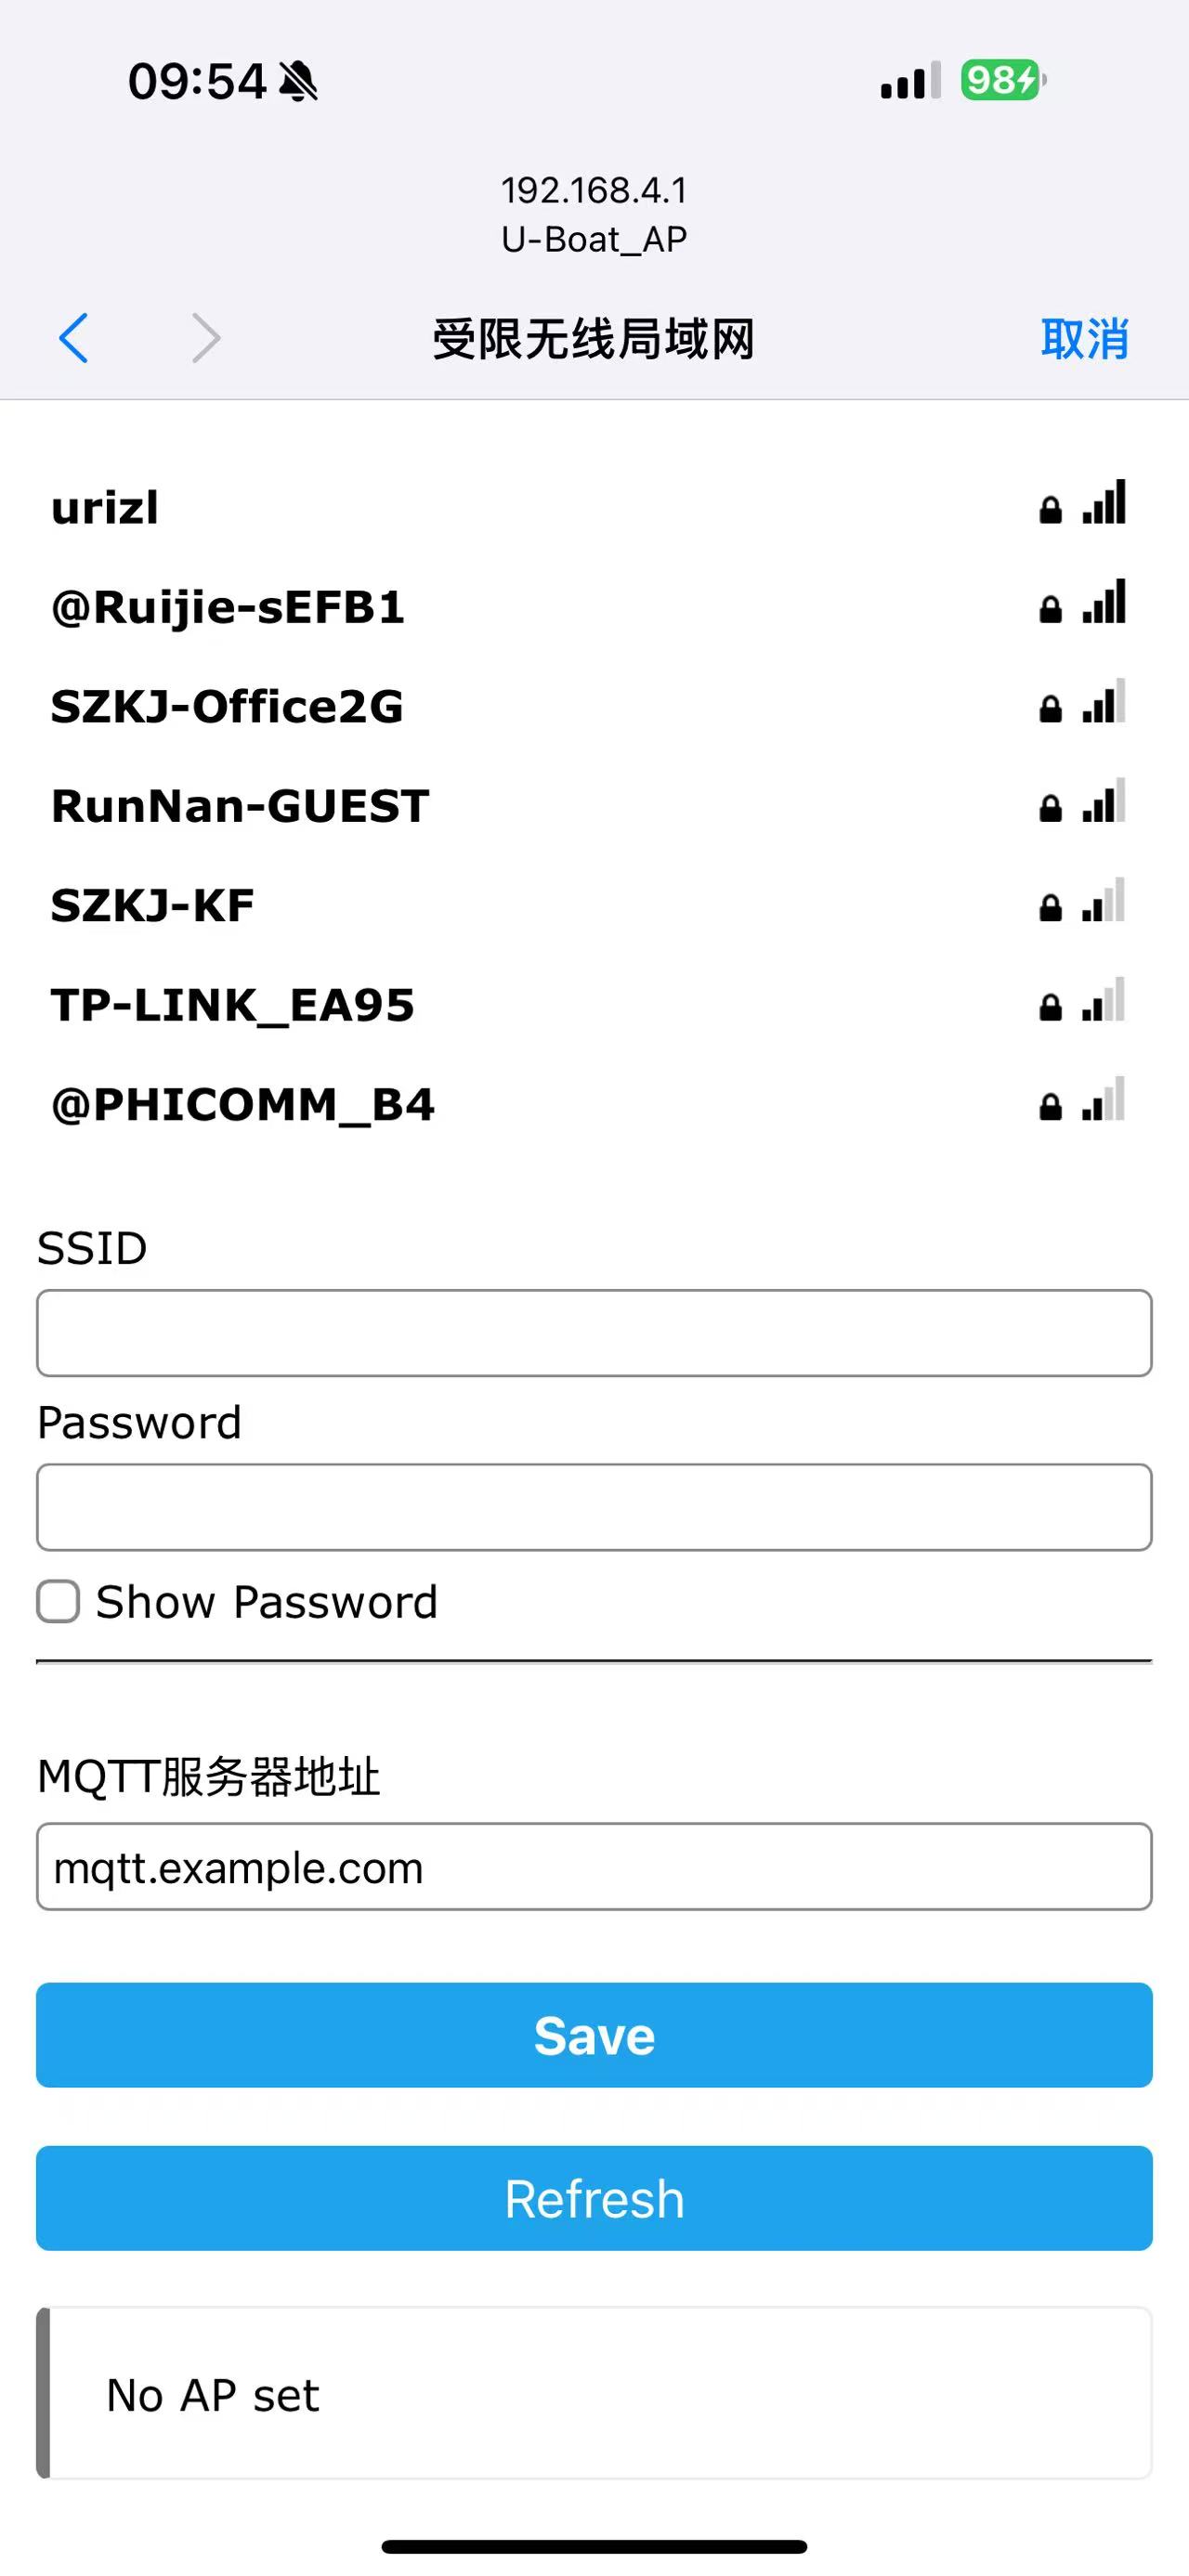 09:54
98
192.168.4.1
U-Boat_AP
受限无线局域网
取消
urizl
@Ruijie-sEFB1
SZKJ-Office2G
RunNan-GUEST
SZKJ-KF
TP-LINK_EA95
@PHICOMM_B4
SSID
Password
Show Password
MQTT服务器地址
mqtt.example.com
Save
Refresh
No AP set